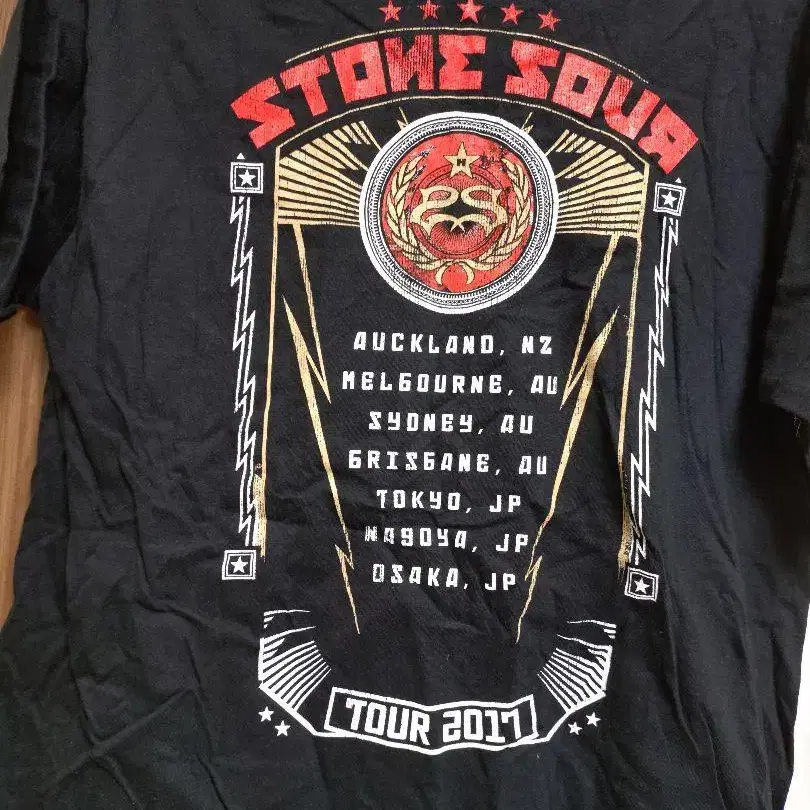 STONE SOUR
AUCKLAND, NZ
MELBOURNE, AU
SYDNEY, AU
BRISBANE, AU
TOKYO, JP
NAGOYA, JP
OSAKA, JP
TOUR 2017